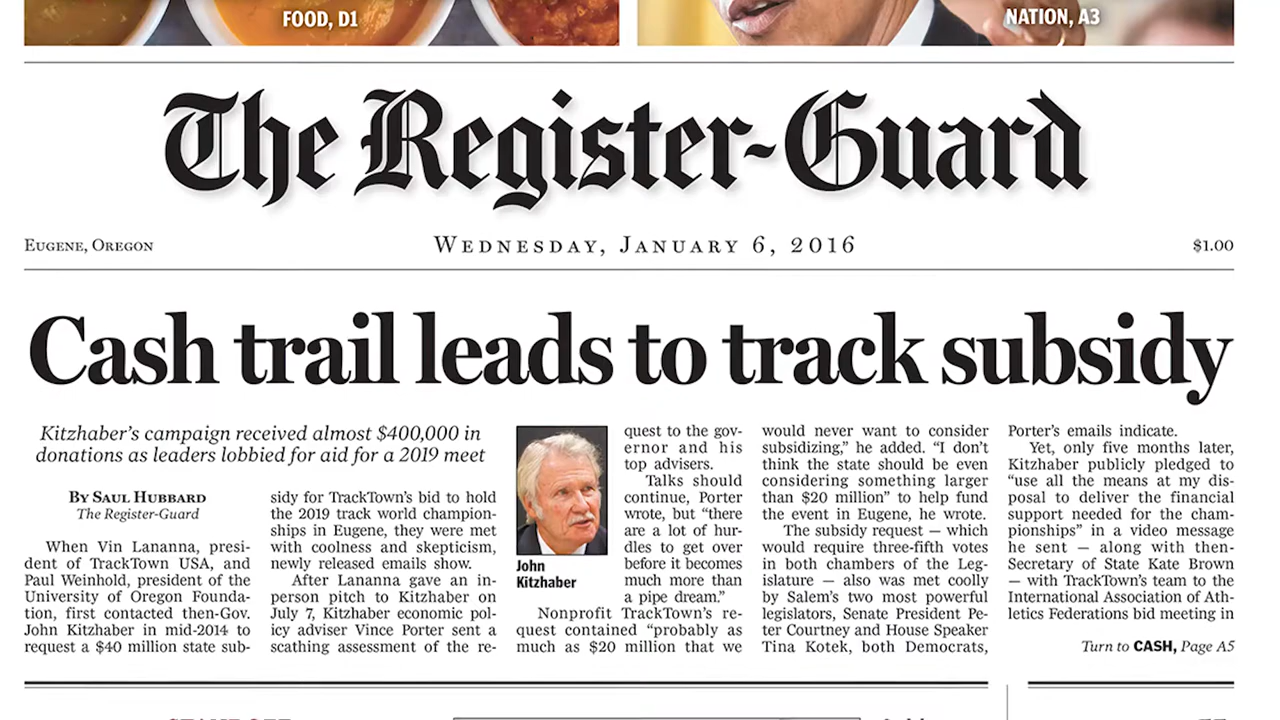 FOOD, D1
NATION, A3
The Register-Guard
EUGENE, OREGON
WEDNESDAY, JANUARY 6, 2016
$1.00
Cash trail leads to track subsidy
Kitzhaber's campaign received almost $400,000 in
donations as leaders lobbied for aid for a 2019 meet
BY SAUL HUBBARD
The Register-Guard
When Vin Lananna, presi-
dent of TrackTown USA, and
Paul Weinhold, president of the
University of Oregon Founda-
tion, first contacted then-Gov.
John Kitzhaber in mid-2014 to
request a $40 million state sub-
sidy for TrackTown's bid to hold
the 2019 track world champion-
ships in Eugene, they were met
with coolness and skepticism,
newly released emails show.
After Lananna gave an in-
person pitch to Kitzhaber on
July 7, Kitzhaber economic pol-
icy adviser Vince Porter sent a
scathing assessment of the re-
John
Kitzhaber
quest to the gov-
ernor and his
top advisers.
Talks should
continue, Porter
wrote, but "there
are a lot of hur-
dles to get over
before it becomes
much more than
a pipe dream."
Nonprofit TrackTown's re-
quest contained "probably as
much as $20 million that we
would never want to consider
subsidizing," he added. "I don't
think the state should be even
considering something larger
than $20 million" to help fund
the event in Eugene, he wrote.
The subsidy request — which
would require three-fifth votes
in both chambers of the Leg-
islature — also was met coolly
by Salem's two most powerful
legislators, Senate President Pe-
ter Courtney and House Speaker
Tina Kotek, both Democrats,
Porter's emails indicate.
Yet, only five months later,
Kitzhaber publicly pledged to
"use all the means at my dis-
posal to deliver the financial
support needed for the cham-
pionships" in a video message
he sent — along with then-
Secretary of State Kate Brown
— with TrackTown's team to the
International Association of Ath-
letics Federations bid meeting in
Turn to CASH, Page A5